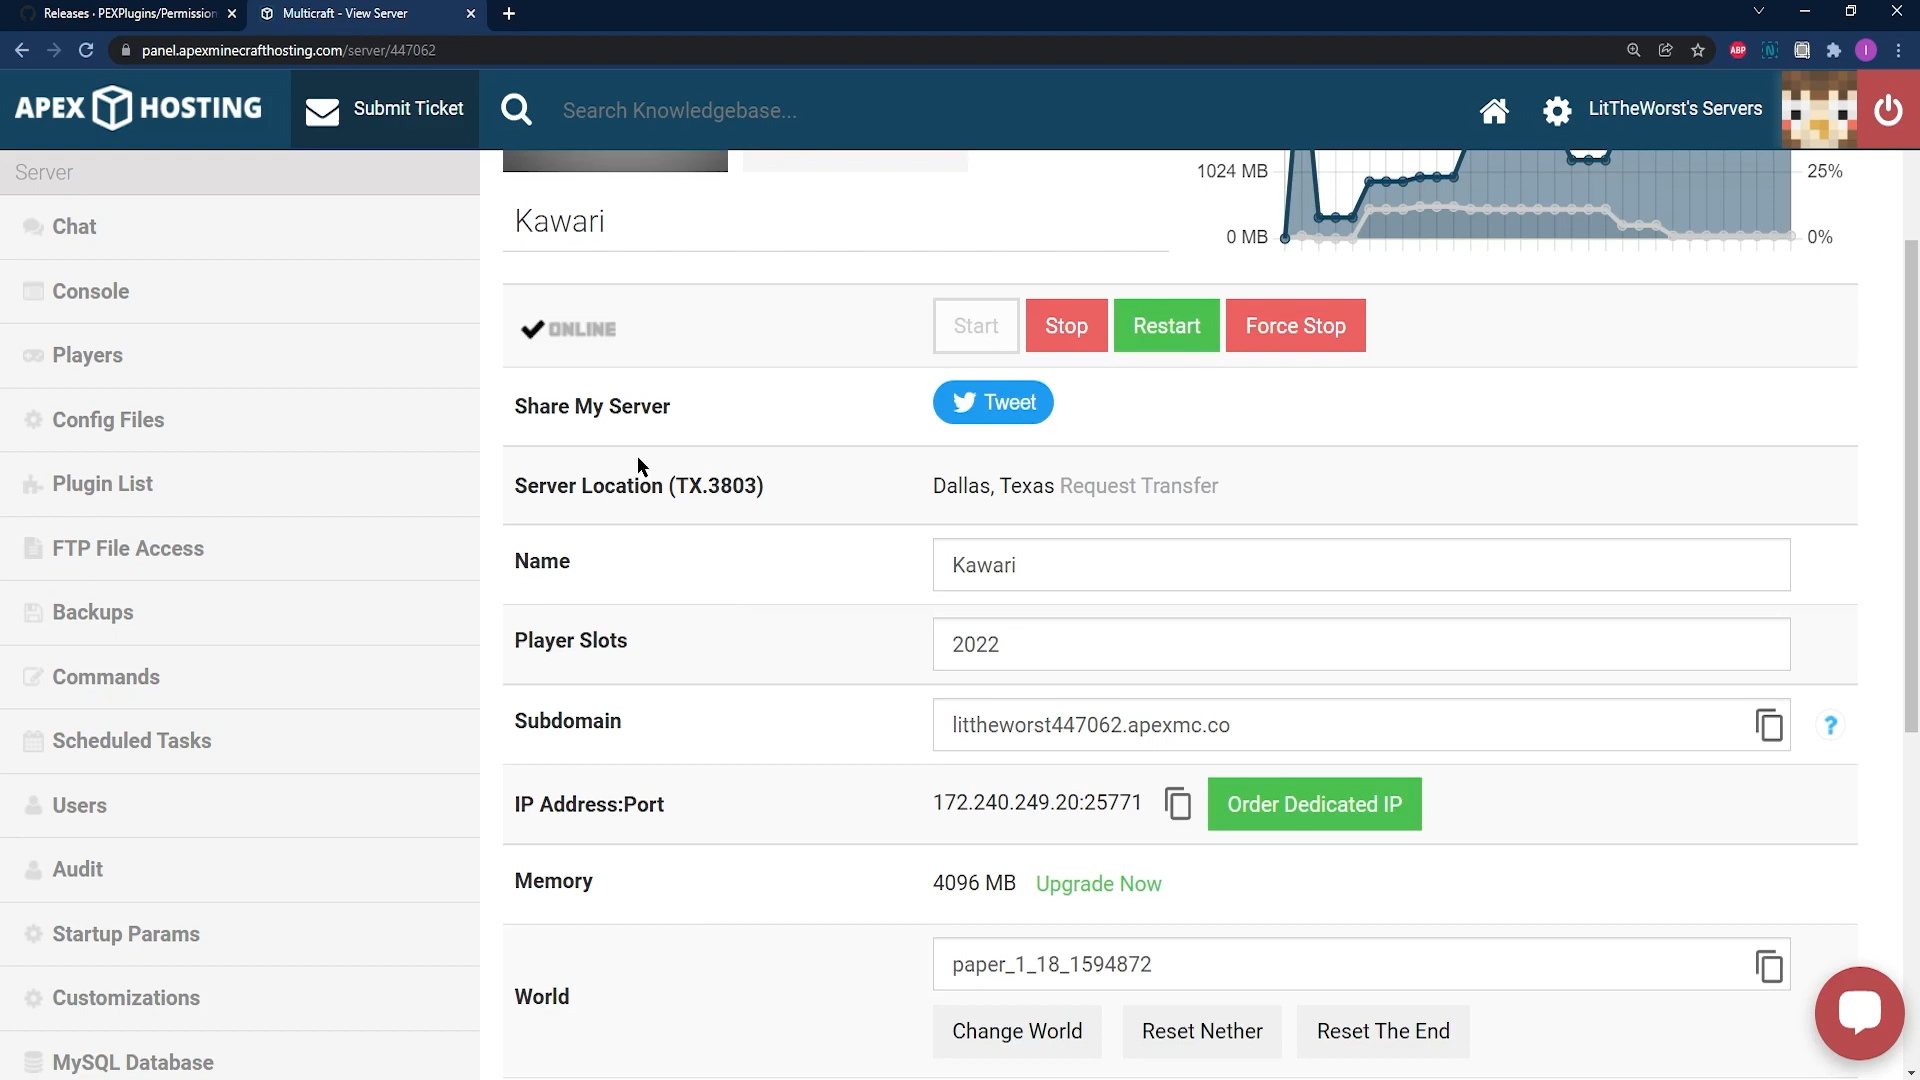 Releases · PEXPlugins/Permission
Multicraft - View Server
panel.apexminecrafthosting.com/server/447062
ABP
N
I
APEX HOSTING
Submit Ticket
Search Knowledgebase...
LitTheWorst's Servers
Server
Chat
Console
Players
Config Files
Plugin List
FTP File Access
Backups
Commands
Scheduled Tasks
Users
Audit
Startup Params
Customizations
MySQL Database
1024 MB
25%
0 MB
0%
Kawari
ONLINE
Start
Stop
Restart
Force Stop
Share My Server
Tweet
Server Location (TX.3803)
Dallas, Texas Request Transfer
Name
Kawari
Player Slots
2022
Subdomain
littheworst447062.apexmc.co
?
IP Address:Port
172.240.249.20:25771
Order Dedicated IP
Memory
4096 MB Upgrade Now
World
paper_1_18_1594872
Change World
Reset Nether
Reset The End